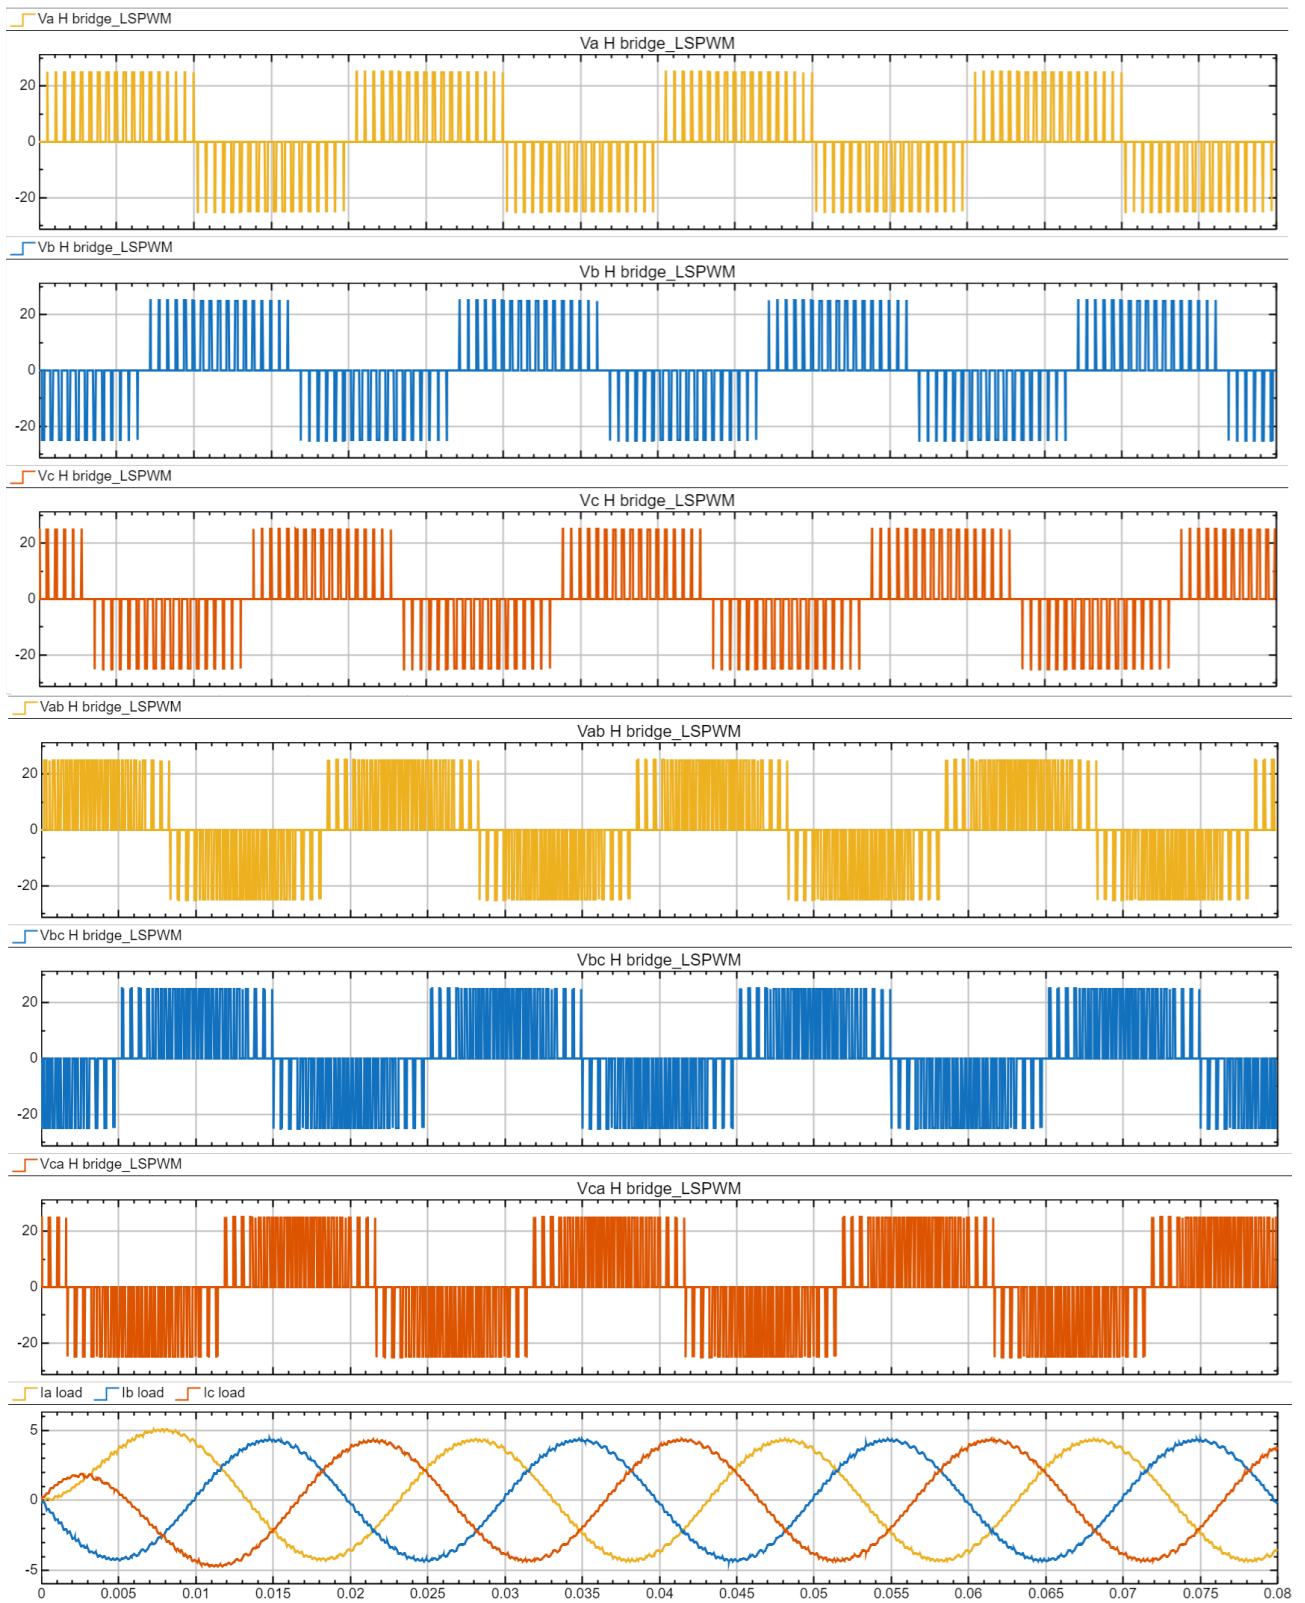 Va H bridge_LSPWM
Va H bridge_LSPWM
20
0
-20
Vb H bridge_LSPWM
Vb H bridge_LSPWM
20
0
-20
Vc H bridge_LSPWM
Vc H bridge_LSPWM
20
0
-20
Vab H bridge_LSPWM
Vab H bridge_LSPWM
20
0
-20
Vbc H bridge_LSPWM
Vbc H bridge_LSPWM
20
0
-20
Vca H bridge_LSPWM
Vca H bridge_LSPWM
20
0
-20
Ia load Ib load Ic load
5
0
-5
0 0.005 0.01 0.015 0.02 0.025 0.03 0.035 0.04 0.045 0.05 0.055 0.06 0.065 0.07 0.075 0.08